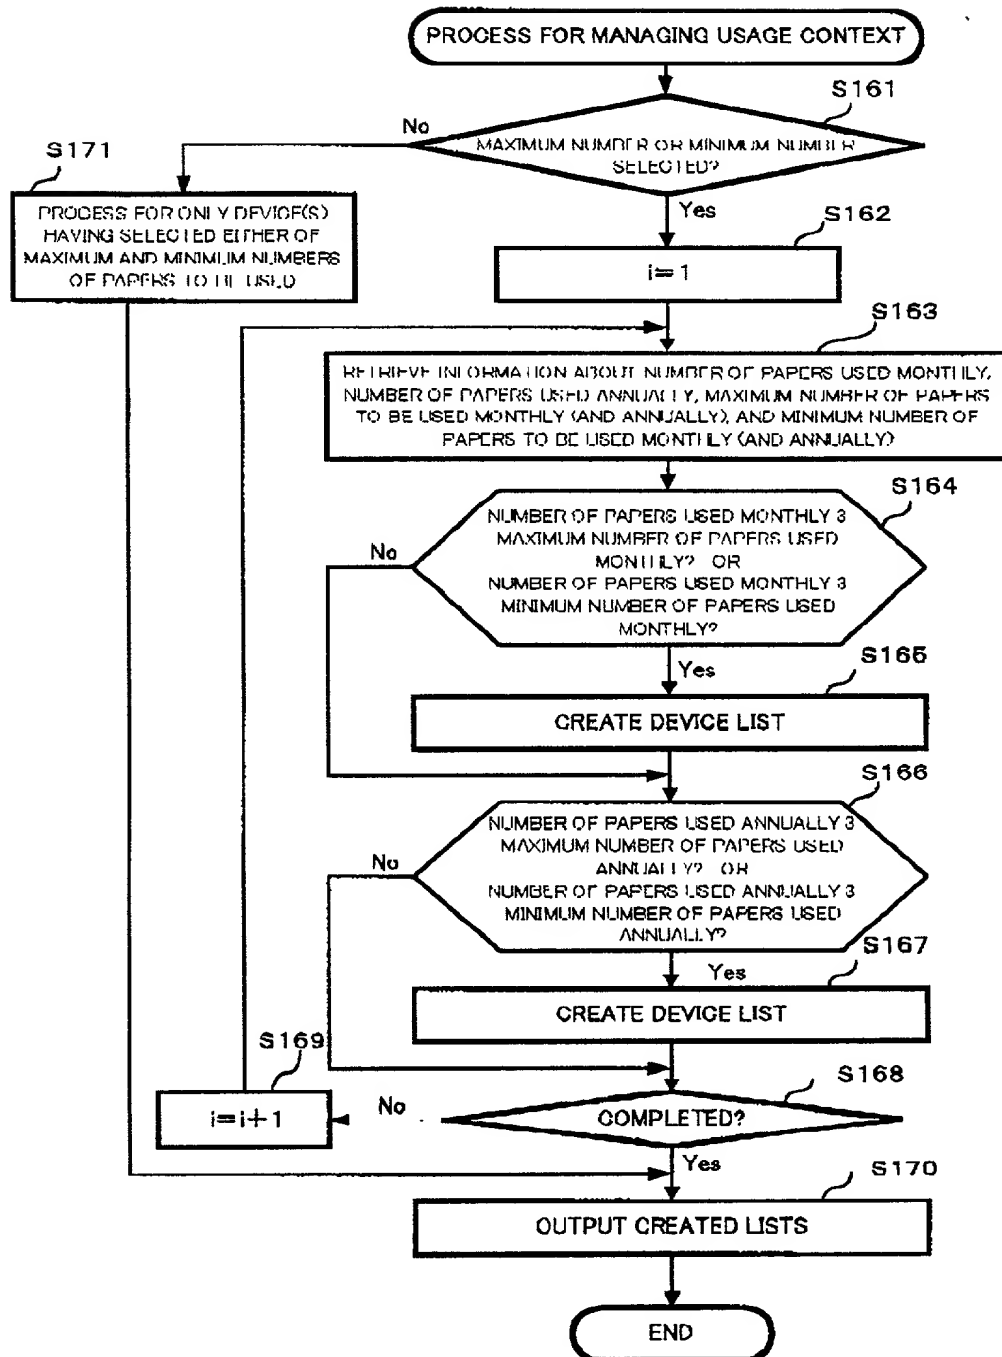 PROCESS FOR MANAGING USAGE CONTEXT
S161
No
MAXIMUM NUMBER OR MINIMUM NUMBER
SELECTED?
S171
PROCESS FOR ONLY DEVICE(S)
HAVING SELECTED EITHER OF
MAXIMUM AND MINIMUM NUMBERS
OF PAPERS TO BE USED
Yes
S162
i=1
S163
RETRIEVE INFORMATION ABOUT NUMBER OF PAPERS USED MONTHLY,
NUMBER OF PAPERS USED ANNUALLY, MAXIMUM NUMBER OF PAPERS
TO BE USED MONTHLY (AND ANNUALLY), AND MINIMUM NUMBER OF
PAPERS TO BE USED MONTHLY (AND ANNUALLY)
S164
No
NUMBER OF PAPERS USED MONTHLY 3
MAXIMUM NUMBER OF PAPERS USED
MONTHLY? OR
NUMBER OF PAPERS USED MONTHLY 3
MINIMUM NUMBER OF PAPERS USED
MONTHLY?
Yes
S165
CREATE DEVICE LIST
S166
No
NUMBER OF PAPERS USED ANNUALLY 3
MAXIMUM NUMBER OF PAPERS USED
ANNUALLY? OR
NUMBER OF PAPERS USED ANNUALLY 3
MINIMUM NUMBER OF PAPERS USED
ANNUALLY?
Yes
S167
CREATE DEVICE LIST
S169
i=i+1
No
S168
COMPLETED?
Yes
S170
OUTPUT CREATED LISTS
END